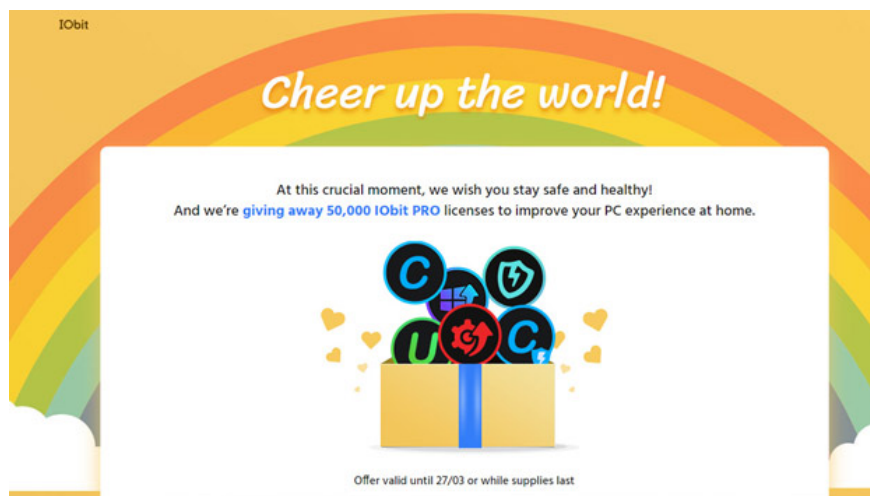 IObit
Cheer up the world!
At this crucial moment, we wish you stay safe and healthy!
And we're giving away 50,000 IObit PRO licenses to improve your PC experience at home.
C
U
C
Offer valid until 27/03 or while supplies last